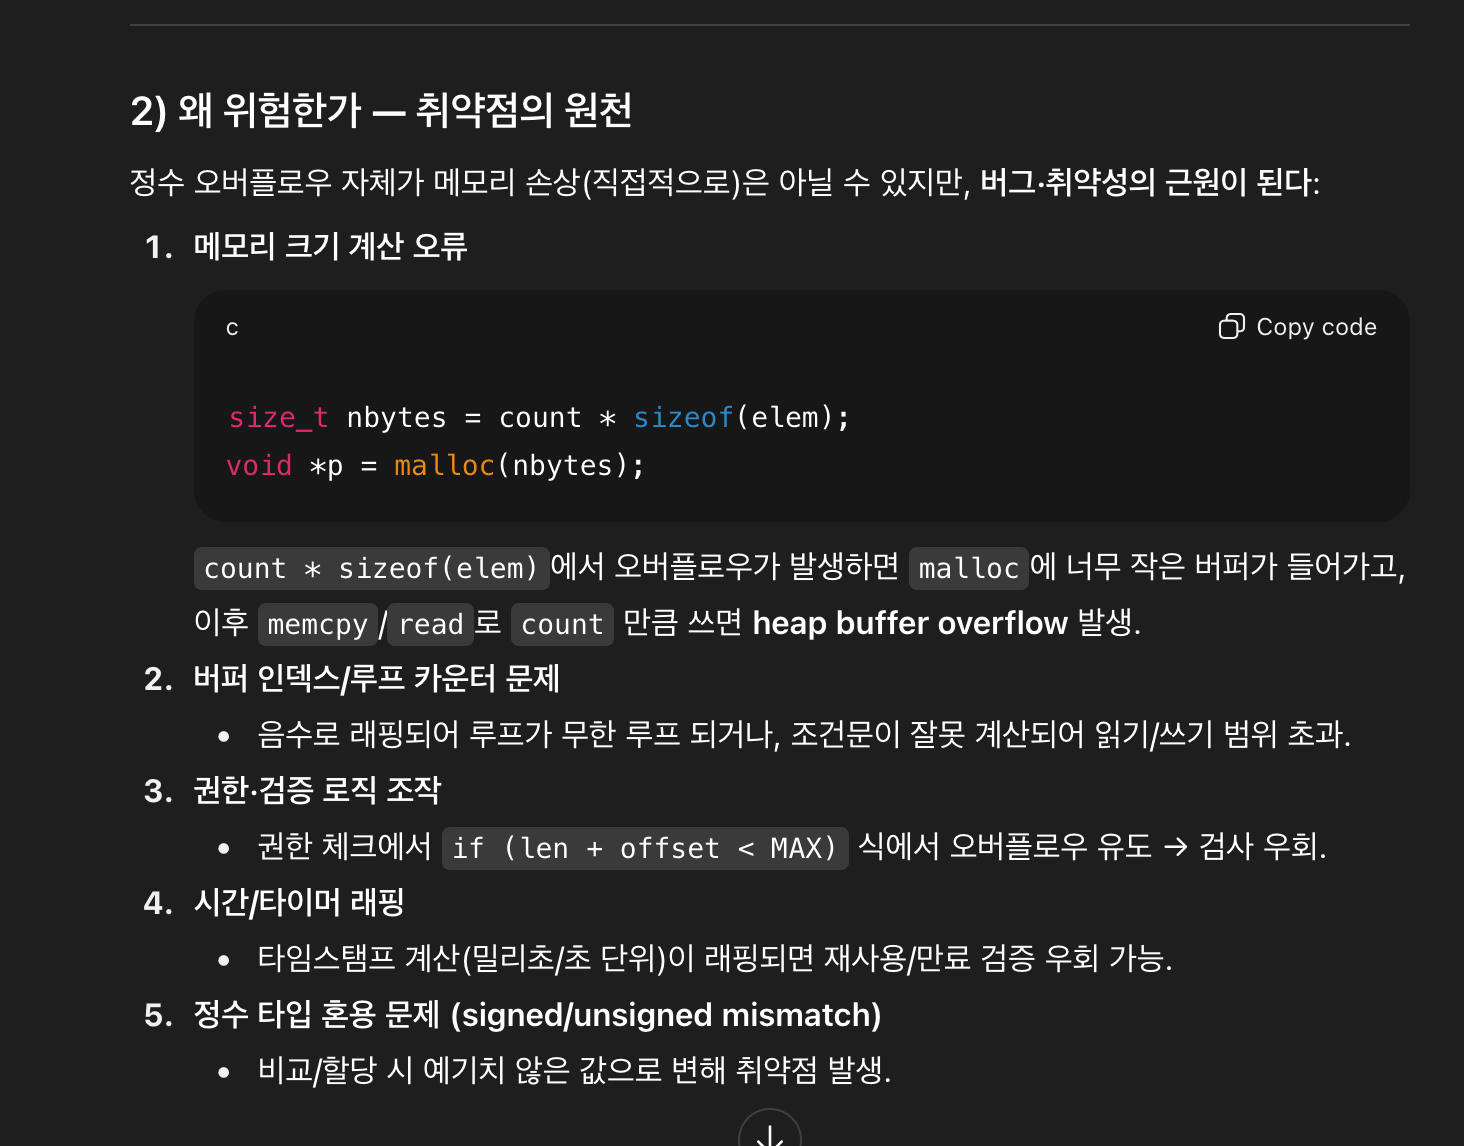 2) 왜 위험한가 — 취약점의 원천
정수 오버플로우 자체가 메모리 손상(직접적으로)은 아닐 수 있지만, 버그·취약성의 근원이 된다:
1. 메모리 크기 계산 오류
c
Copy code
size_t nbytes = count * sizeof(elem);
void *p = malloc(nbytes);
count * sizeof(elem)에서 오버플로우가 발생하면 malloc에 너무 작은 버퍼가 들어가고,
이후 memcpy/read로 count 만큼 쓰면 heap buffer overflow 발생.
2. 버퍼 인덱스/루프 카운터 문제
• 음수로 래핑되어 루프가 무한 루프 되거나, 조건문이 잘못 계산되어 읽기/쓰기 범위 초과.
3. 권한·검증 로직 조작
• 권한 체크에서 if (len + offset < MAX) 식에서 오버플로우 유도 → 검사 우회.
4. 시간/타이머 래핑
• 타임스탬프 계산(밀리초/초 단위)이 래핑되면 재사용/만료 검증 우회 가능.
5. 정수 타입 혼용 문제 (signed/unsigned mismatch)
• 비교/할당 시 예기치 않은 값으로 변해 취약점 발생.